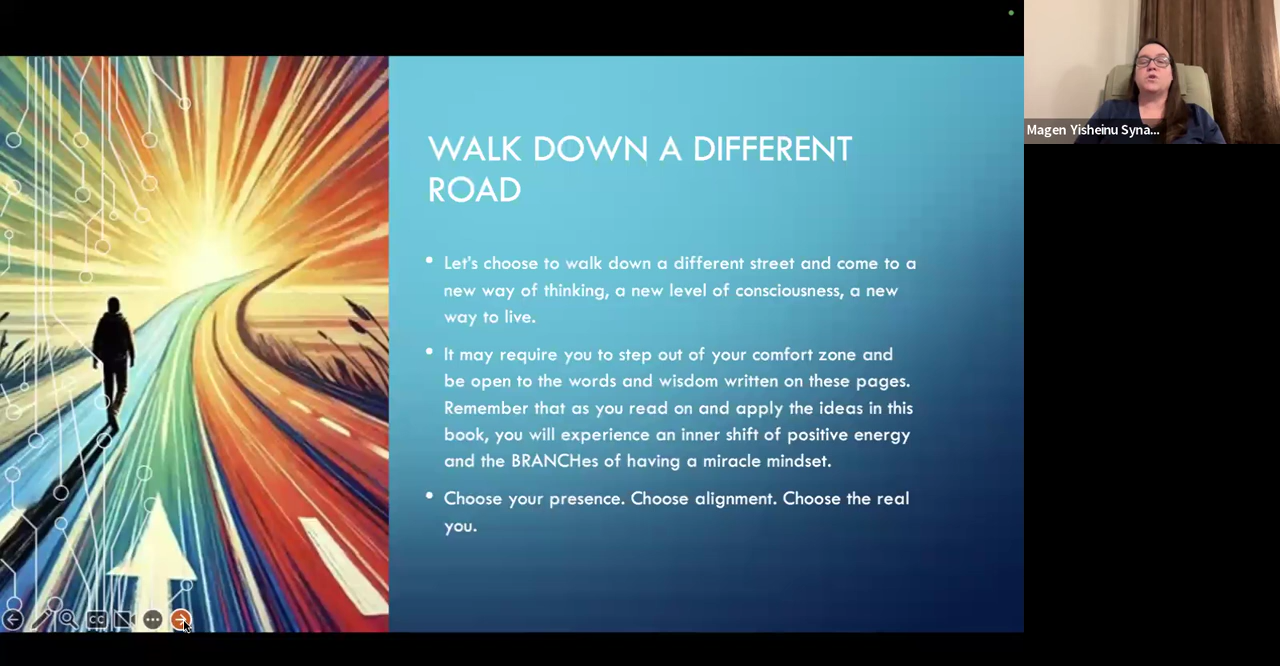 WALK DOWN A DIFFERENT
ROAD
• Let's choose to walk down a different street and come to a
new way of thinking, a new level of consciousness, a new
way to live.
• It may require you to step out of your comfort zone and
be open to the words and wisdom written on these pages.
Remember that as you read on and apply the ideas in this
book, you will experience an inner shift of positive energy
and the BRANCHes of having a miracle mindset.
• Choose your presence. Choose alignment. Choose the real
you.
CC
Magen Yisheinu Syna...